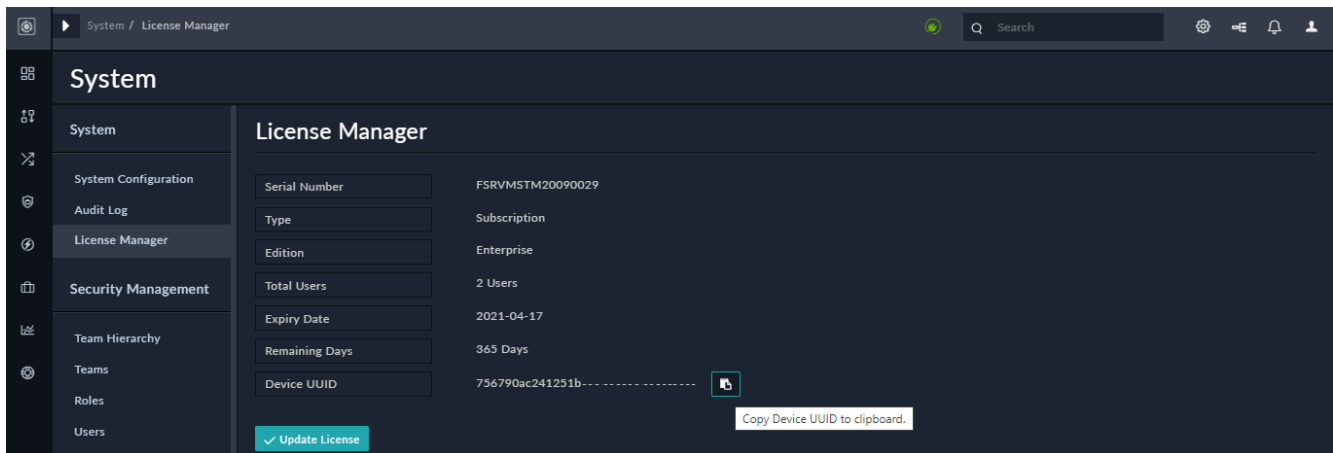 System / License Manager
Search
System
System
System Configuration
Audit Log
License Manager
Security Management
Team Hierarchy
Teams
Roles
Users
License Manager
Serial Number FSRVMSTM20090029
Type Subscription
Edition Enterprise
Total Users 2 Users
Expiry Date 2021-04-17
Remaining Days 365 Days
Device UUID 756790ac241251b-------------------
Copy Device UUID to clipboard.
Update License